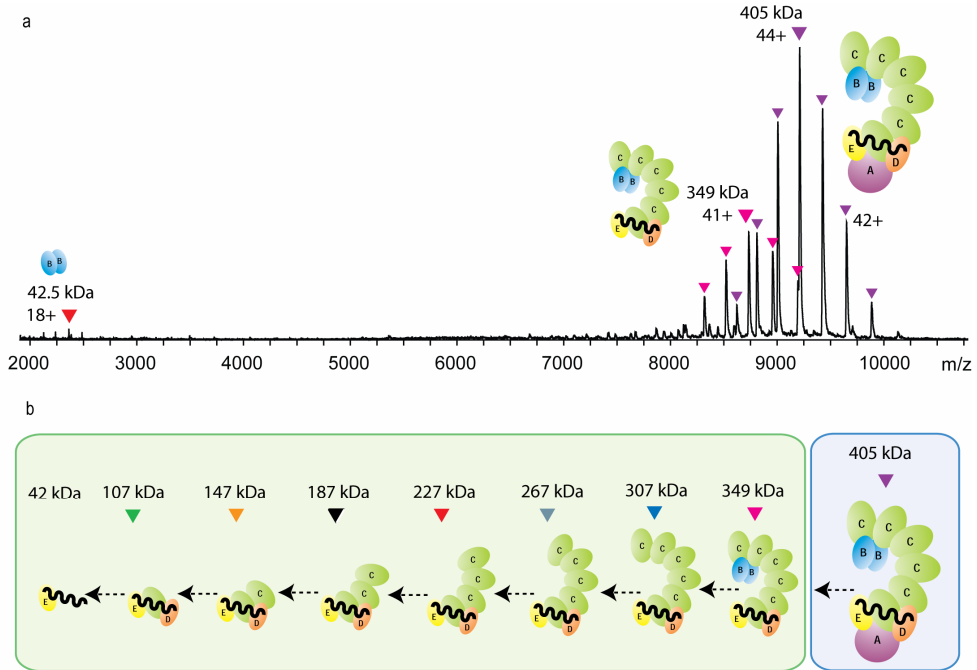 a
405 kDa
44+
C C C C C
B B
E D
A
C C C C C
B B
E D
349 kDa
41+
42+
B B
42.5 kDa
18+
2000 3000 4000 5000 6000 7000 8000 9000 10000 m/z
b
405 kDa
42 kDa 107 kDa 147 kDa 187 kDa 227 kDa 267 kDa 307 kDa 349 kDa
E
E D
C
E D
C C
E D
C C C
E D
C C C C
E D
C C C C C
E D
C C C C C
B B
E D
C C C C C
B B
E D
A